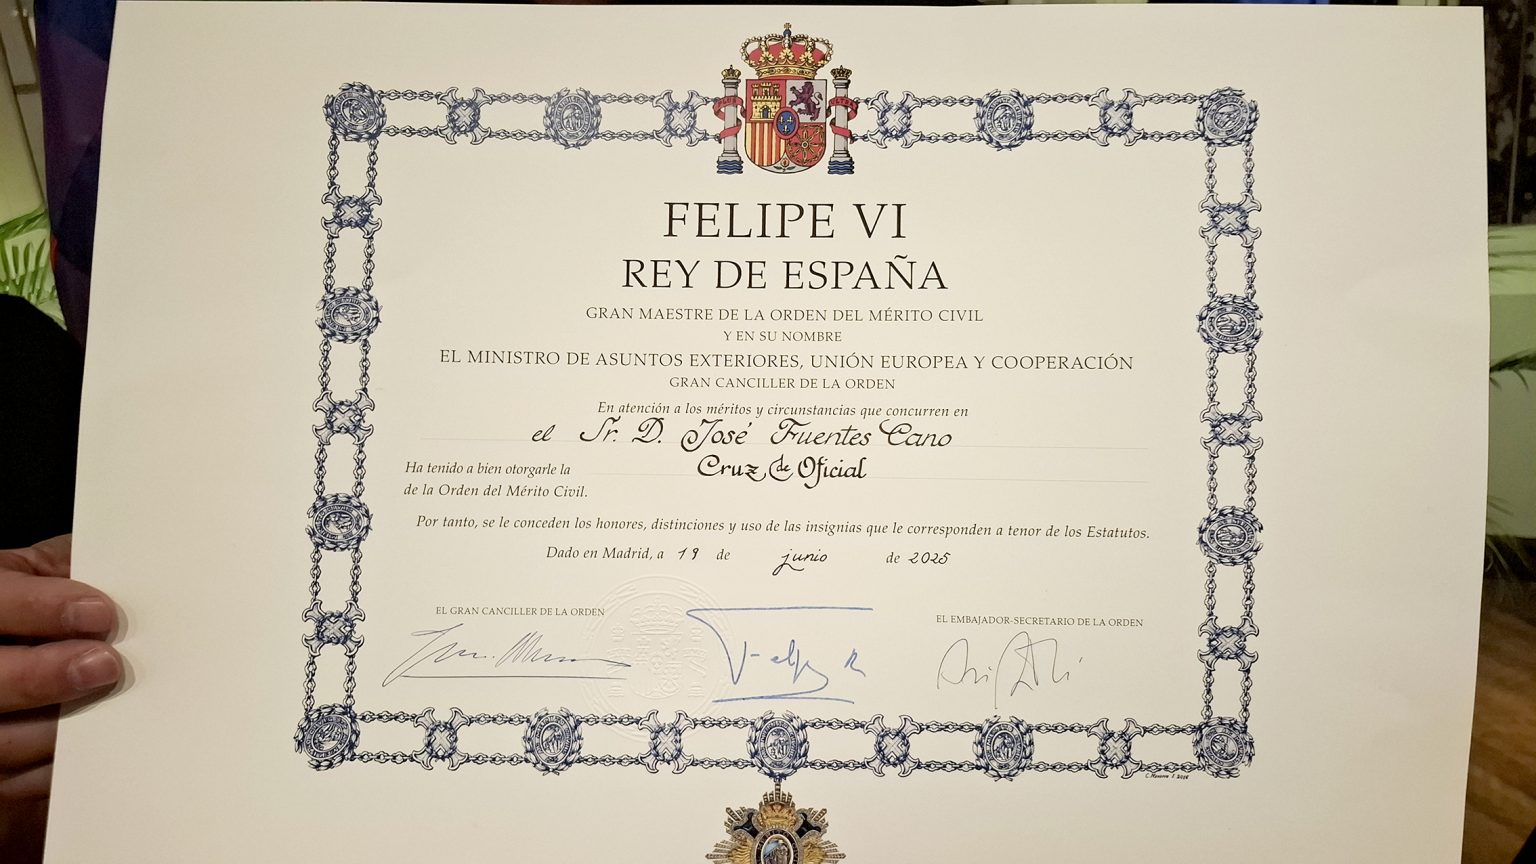 PLUS
ULTRA
FELIPE VI
REY DE ESPAÑA
GRAN MAESTRE DE LA ORDEN DEL MÉRITO CIVIL
Y EN SU NOMBRE
EL MINISTRO DE ASUNTOS EXTERIORES, UNIÓN EUROPEA Y COOPERACIÓN
GRAN CANCILLER DE LA ORDEN
En atención a los méritos y circunstancias que concurren en
el Sr. D. José Fuentes Cano
Ha tenido a bien otorgarle la Cruz de Oficial
de la Orden del Mérito Civil.
Por tanto, se le conceden los honores, distinciones y uso de las insignias que le corresponden a tenor de los Estatutos.
Dado en Madrid, a 19 de junio de 2025
EL GRAN CANCILLER DE LA ORDEN
EL EMBAJADOR-SECRETARIO DE LA ORDEN
Felipe R